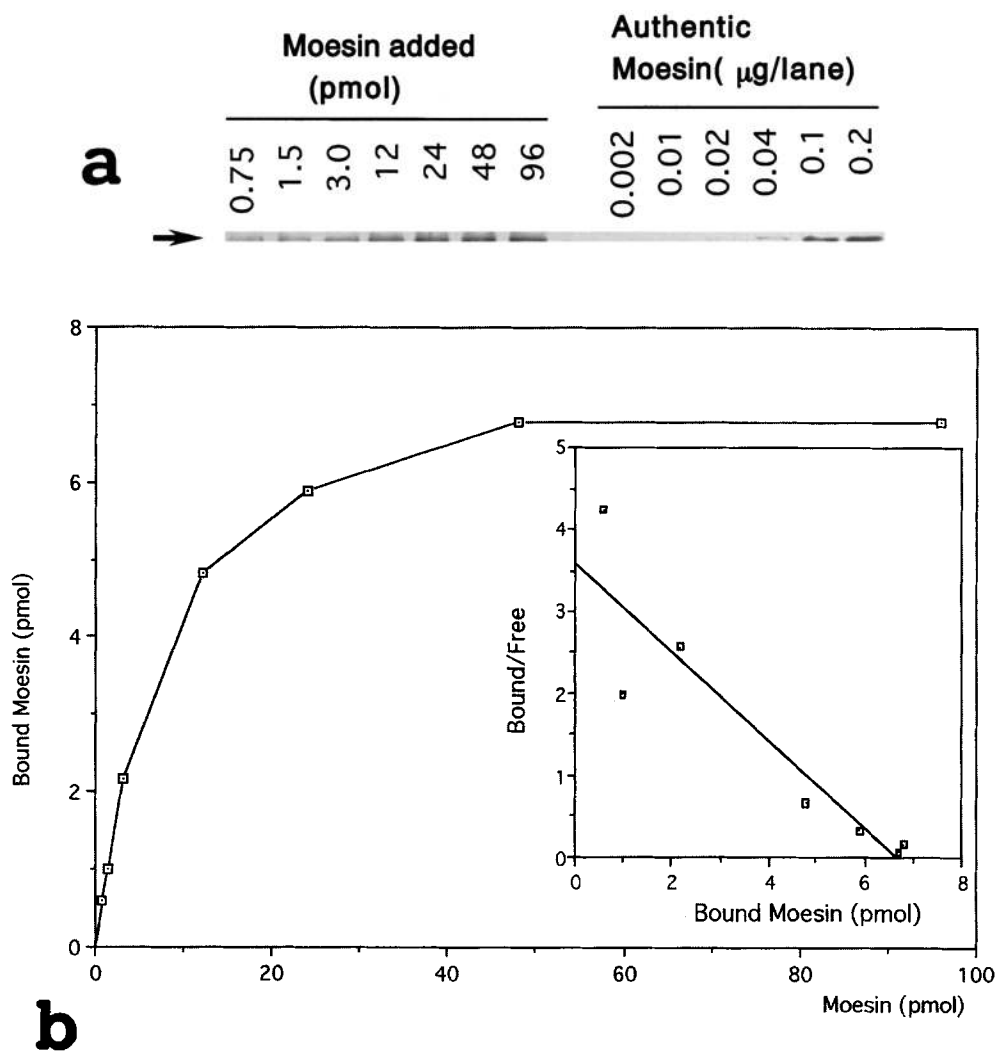 Moesin added
(pmol)
Authentic
Moesin( μg/lane)
a
0.75 1.5 3.0 12 24 48 96 0.002 0.01 0.02 0.04 0.1 0.2
8
6
4
2
0
Bound Moesin (pmol)
5
4
3
2
1
0
Bound/Free
0 2 4 6 8
Bound Moesin (pmol)
0 20 40 60 80 100
Moesin (pmol)
b